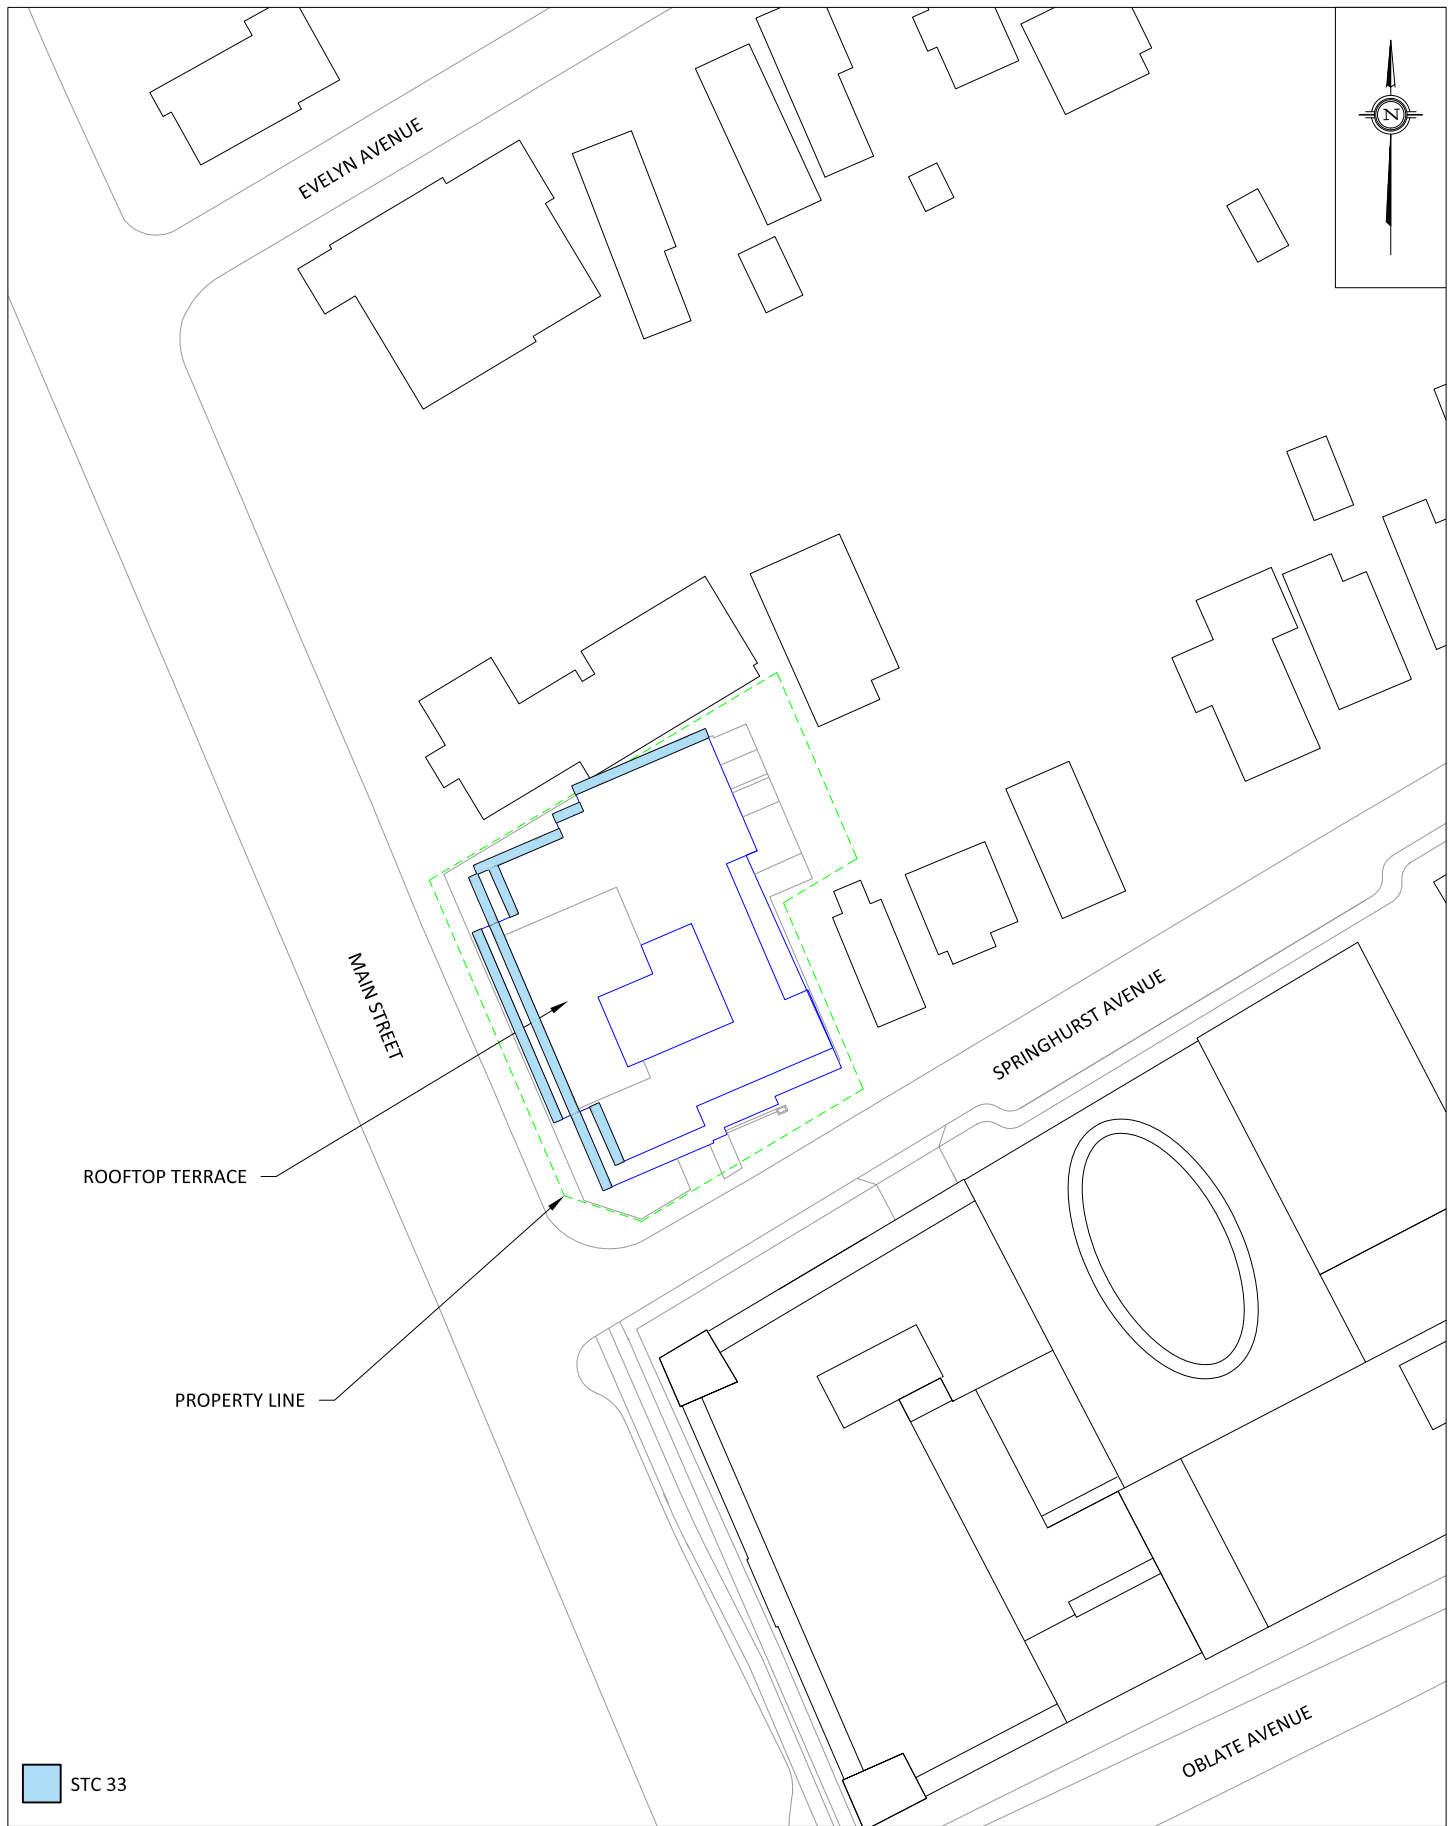 EVELYN AVENUE
N
MAIN STREET
SPRINGHURST AVENUE
ROOFTOP TERRACE
PROPERTY LINE
OBLATE AVENUE
STC 33